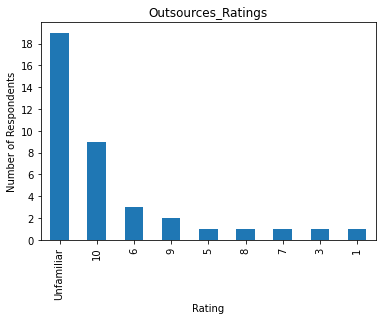 Outsources_Ratings
Number of Respondents
18
16
14
12
10
8
6
4
2
0
Unfamiliar 10 6 9 5 8 7 3 1
Rating